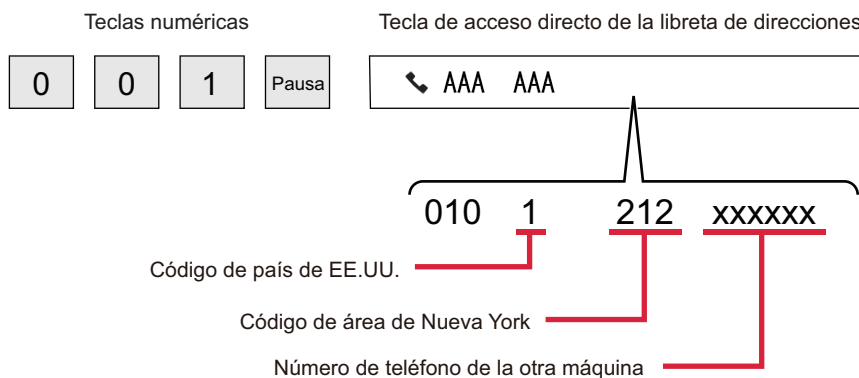 Teclas numéricas
Tecla de acceso directo de la libreta de direcciones
0 0 1 Pausa AAA AAA
010 1 212 xxxxxx
Código de país de EE.UU.
Código de área de Nueva York
Número de teléfono de la otra máquina